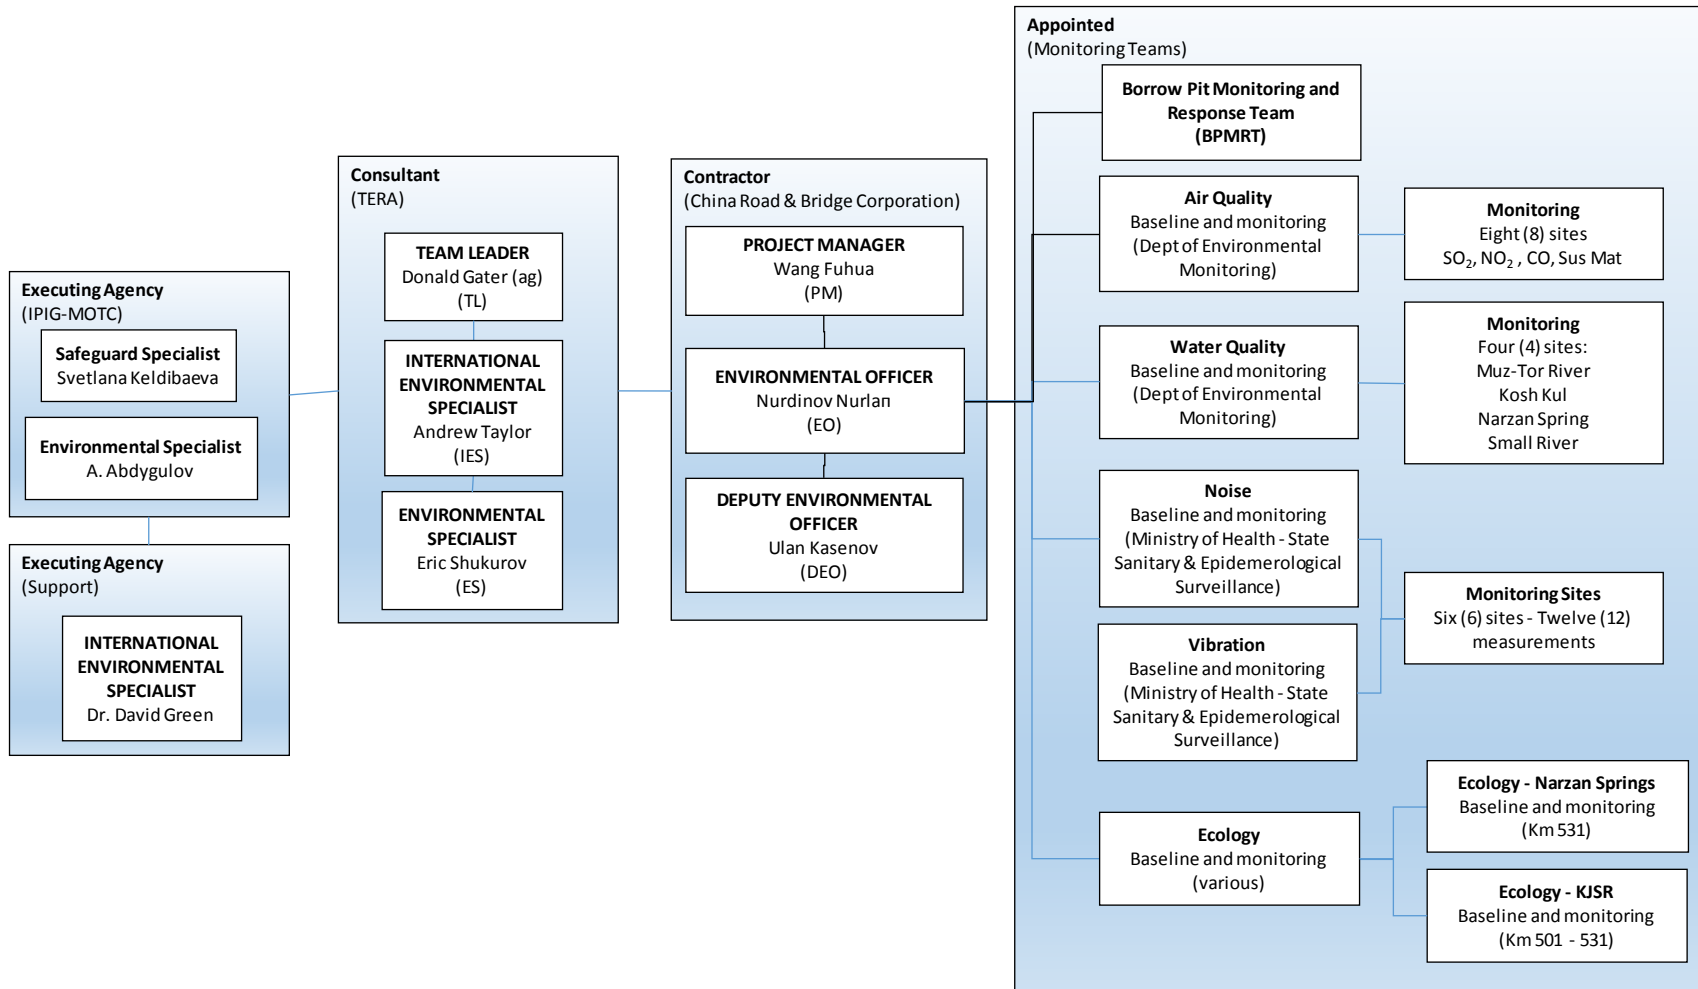 Executing Agency
(IPIG-MOTC)
Safeguard Specialist
Svetlana Keldibaeva
Environmental Specialist
A. Abdygulov
Executing Agency
(Support)
INTERNATIONAL
ENVIRONMENTAL
SPECIALIST
Dr. David Green
Consultant
(TERA)
TEAM LEADER
Donald Gater (ag)
(TL)
INTERNATIONAL
ENVIRONMENTAL
SPECIALIST
Andrew Taylor
(IES)
ENVIRONMENTAL
SPECIALIST
Eric Shukurov
(ES)
Contractor
(China Road & Bridge Corporation)
PROJECT MANAGER
Wang Fuhua
(PM)
ENVIRONMENTAL OFFICER
Nurdinov Nurlaп
(EO)
DEPUTY ENVIRONMENTAL
OFFICER
Ulan Kasenov
(DEO)
Appointed
(Monitoring Teams)
Borrow Pit Monitoring and
Response Team
(BPMRT)
Air Quality
Baseline and monitoring
(Dept of Environmental
Monitoring)
Monitoring
Eight (8) sites
SO2, NO2 , CO, Sus Mat
Water Quality
Baseline and monitoring
(Dept of Environmental
Monitoring)
Monitoring
Four (4) sites:
Muz-Tor River
Kosh Kul
Narzan Spring
Small River
Noise
Baseline and monitoring
(Ministry of Health - State
Sanitary & Epidemerological
Surveillance)
Vibration
Baseline and monitoring
(Ministry of Health - State
Sanitary & Epidemerological
Surveillance)
Monitoring Sites
Six (6) sites - Twelve (12)
measurements
Ecology
Baseline and monitoring
(various)
Ecology - Narzan Springs
Baseline and monitoring
(Km 531)
Ecology - KJSR
Baseline and monitoring
(Km 501 - 531)